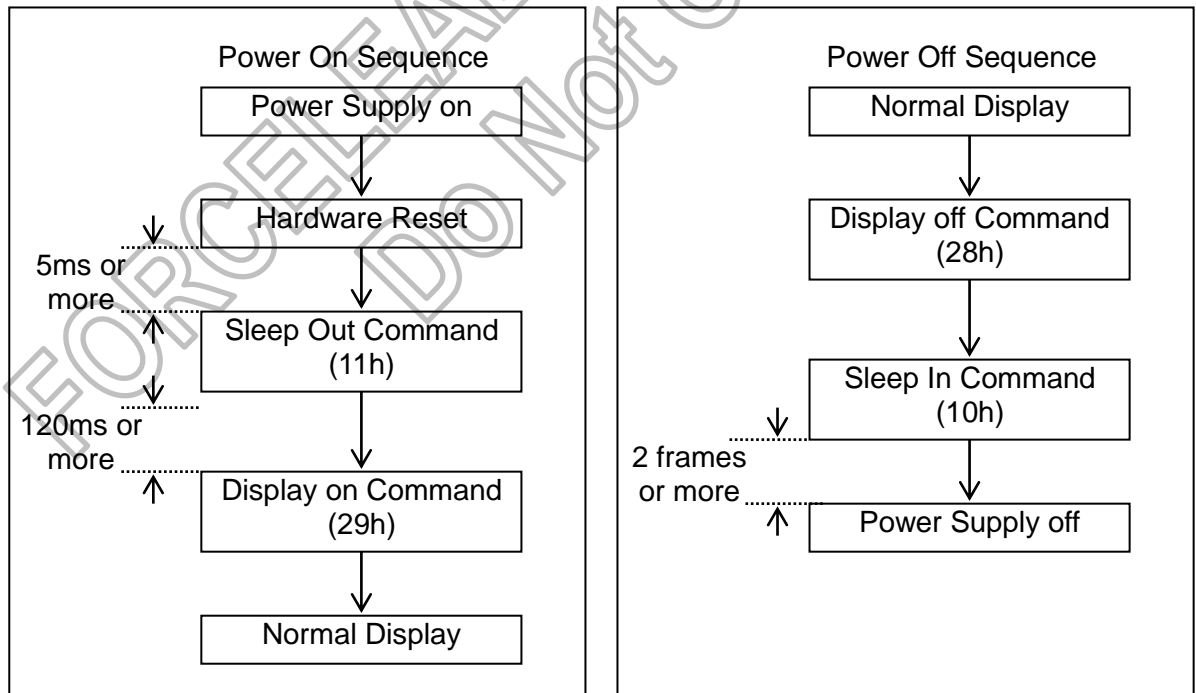 Power On Sequence
Power Supply on
Hardware Reset
5ms or
more
Sleep Out Command
(11h)
120ms or
more
Display on Command
(29h)
Normal Display
Power Off Sequence
Normal Display
Display off Command
(28h)
Sleep In Command
(10h)
2 frames
or more
Power Supply off
Do Not